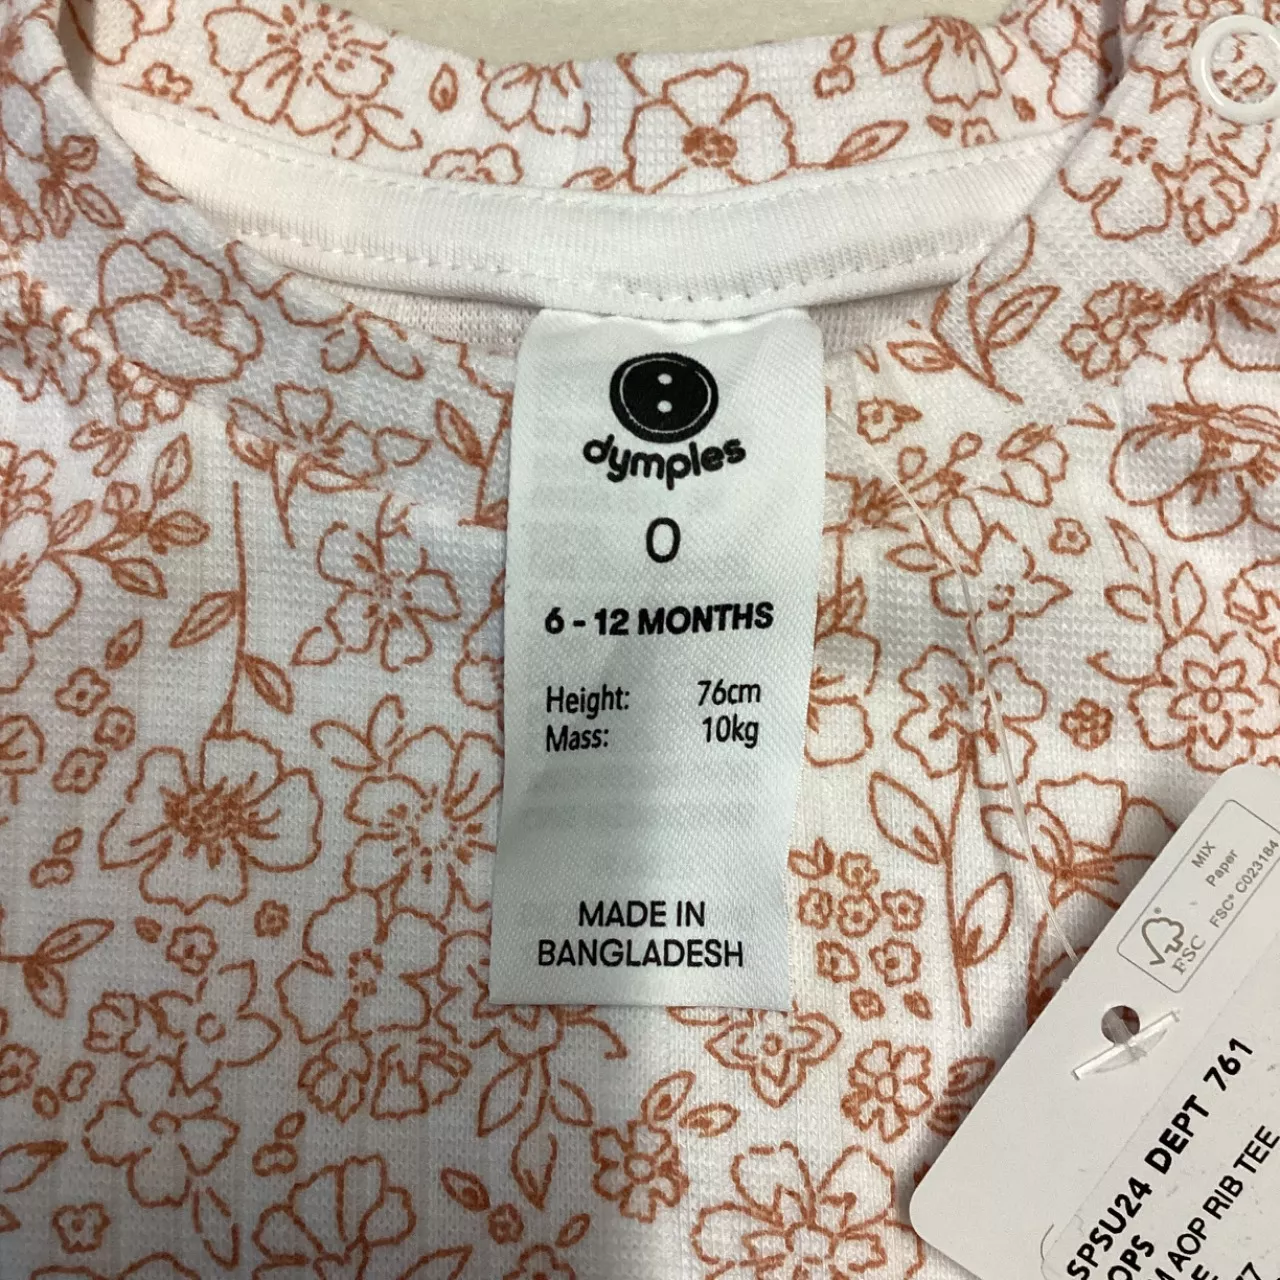 dymples
0
6 - 12 MONTHS
Height: 76cm
Mass: 10kg
MADE IN
BANGLADESH
MIX
Paper
FSC® C023184
FSC
SPSU24 DEPT 761
AOP RIB TEE